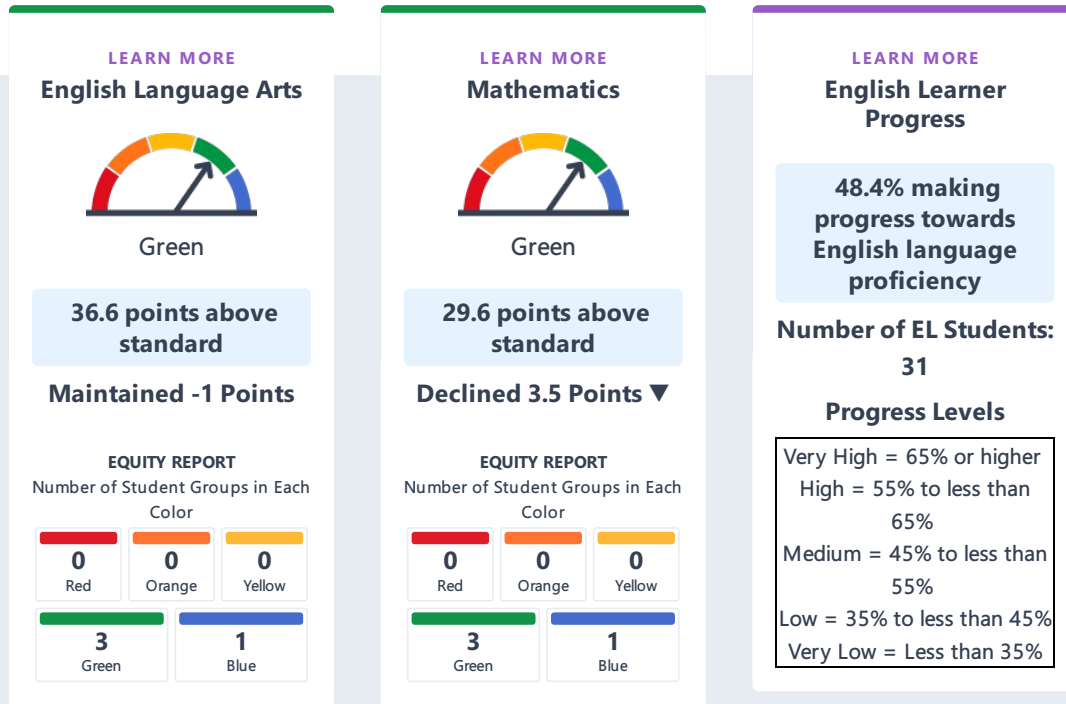 LEARN MORE
English Language Arts
Green
36.6 points above
standard
Maintained -1 Points
EQUITY REPORT
Number of Student Groups in Each
Color
0
Red
0
Orange
0
Yellow
3
Green
1
Blue
LEARN MORE
Mathematics
Green
29.6 points above
standard
Declined 3.5 Points ▼
EQUITY REPORT
Number of Student Groups in Each
Color
0
Red
0
Orange
0
Yellow
3
Green
1
Blue
LEARN MORE
English Learner
Progress
48.4% making
progress towards
English language
proficiency
Number of EL Students:
31
Progress Levels
Very High = 65% or higher
High = 55% to less than
65%
Medium = 45% to less than
55%
Low = 35% to less than 45%
Very Low = Less than 35%